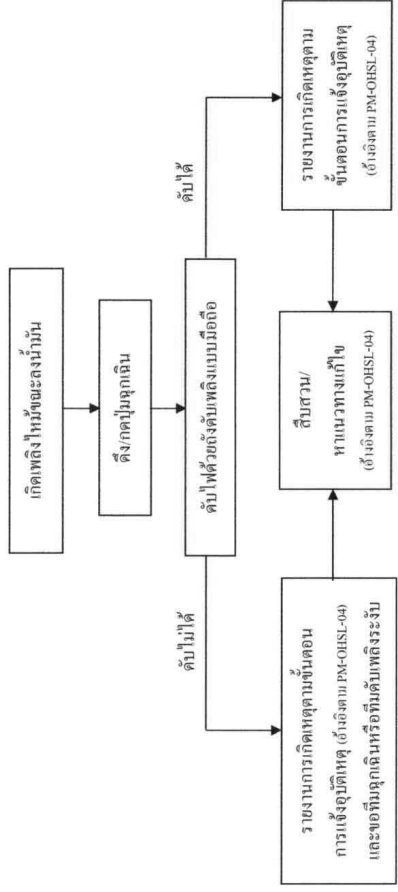 เกิดเพลิงไหม้ขณะลงน้ำมัน
ดึง/กดปุ่มฉุกเฉิน
ดับไฟด้วยถังดับเพลิงแบบมือถือ
ดับไม่ได้
ดับได้
รายงานการเกิดเหตุตามขั้นตอน
การแจ้งอุบัติเหตุ (อ้างอิงตาม PM-OHSL-04)
และขอทีมฉุกเฉินหรือทีมดับเพลิงระงับ
สืบสวน/
หาแนวทางแก้ไข
(อ้างอิงตาม PM-OHSL-04)
รายงานการเกิดเหตุตาม
ขั้นตอนการแจ้งอุบัติเหตุ
(อ้างอิงตาม PM-OHSL-04)